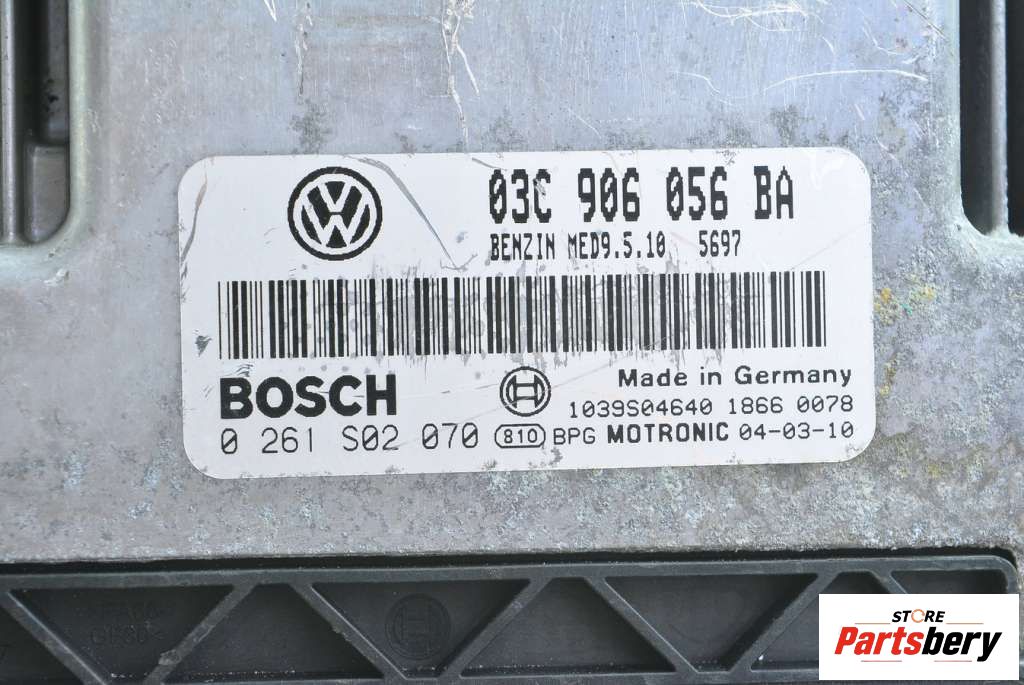 03C 906 056 BA
BENZIN MED9.5.10 5697
BOSCH
Made in Germany
1039S04640 1866 0078
0 261 S02 070 810 BPG MOTRONIC 04-03-10
STORE
Partsbery